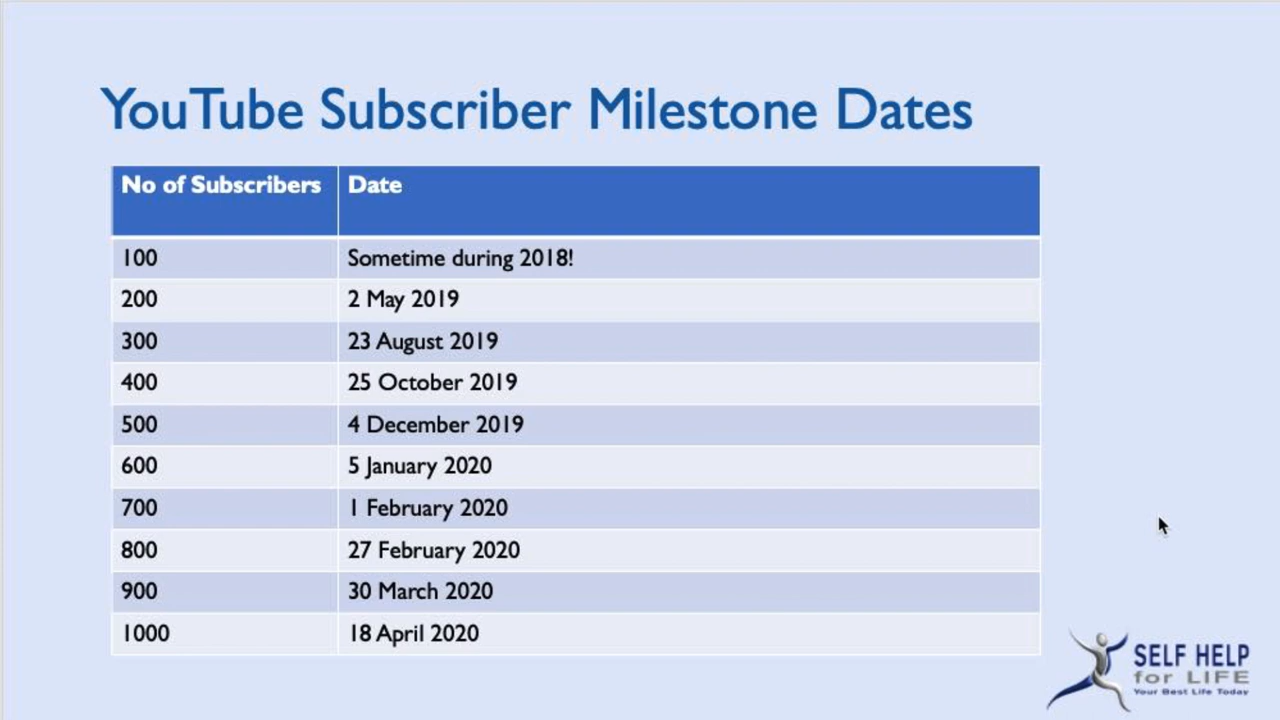 YouTube Subscriber Milestone Dates
No of Subscribers Date
100 Sometime during 2018!
200 2 May 2019
300 23 August 2019
400 25 October 2019
500 4 December 2019
600 5 January 2020
700 1 February 2020
800 27 February 2020
900 30 March 2020
1000 18 April 2020
SELF HELP
for LIFE
Your Best Life Today